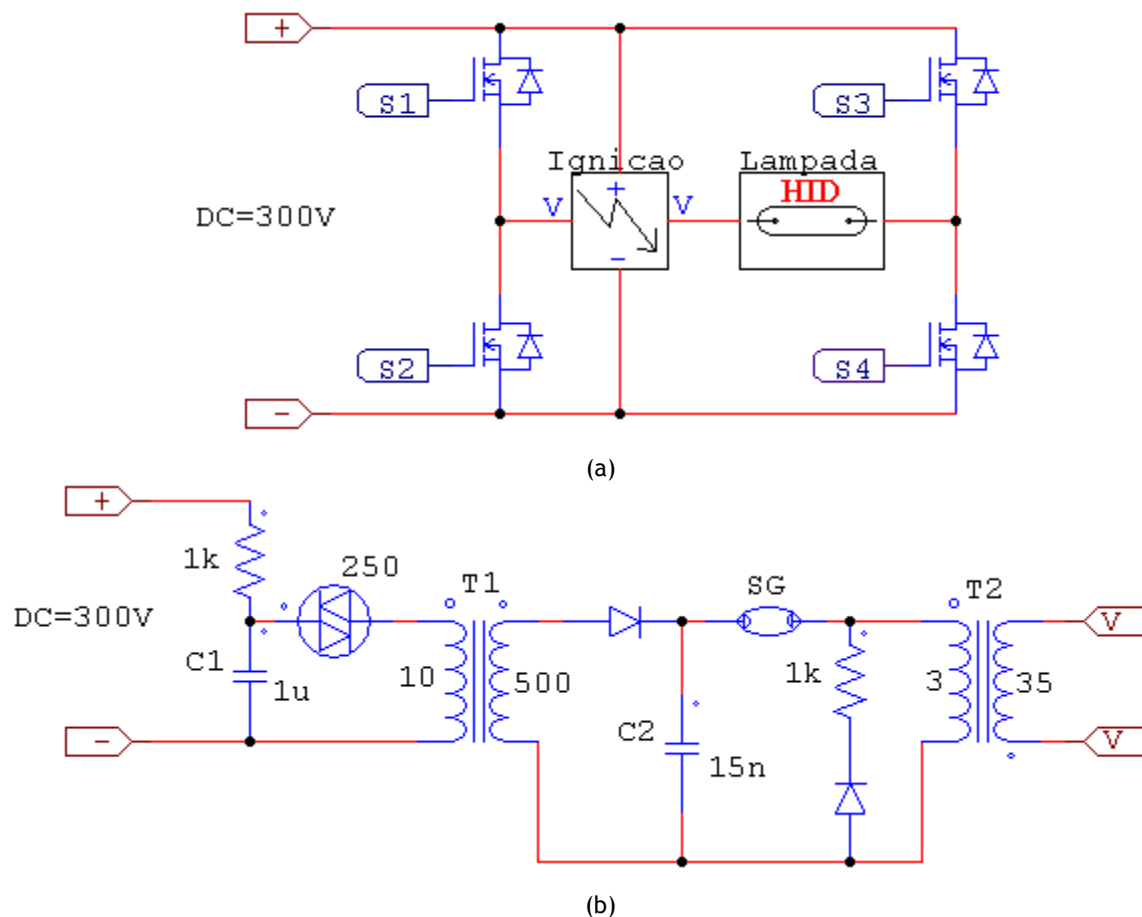 +
S1
S3
Ignicao
Lampada
HID
V
+
V
DC=300V
−
S2
S4
−
(a)
+
1k
250
T1
SG
T2
DC=300V
V
C1
10
500
1k
3
35
1u
C2
15n
−
V
(b)